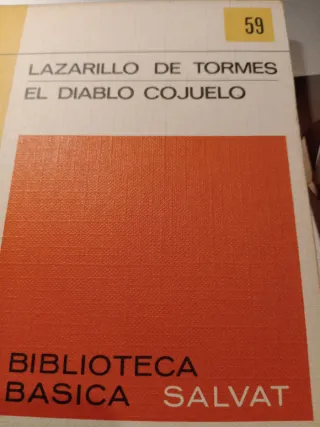 59
LAZARILLO DE TORMES
EL DIABLO COJUELO
BIBLIOTECA
BASICA SALVAT